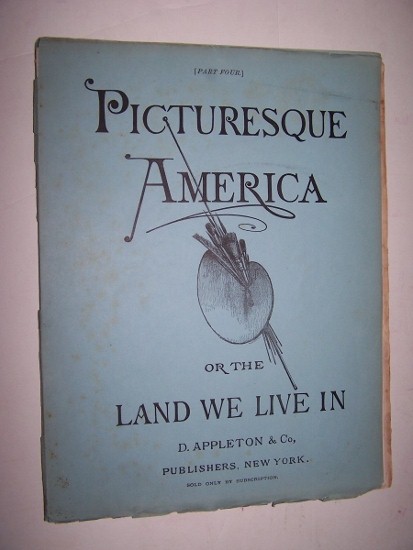 [PART FOUR.]
PICTURESQUE
AMERICA
OR THE
LAND WE LIVE IN
D. APPLETON & Co,
PUBLISHERS, NEW YORK.
SOLD ONLY BY SUBSCRIPTION.